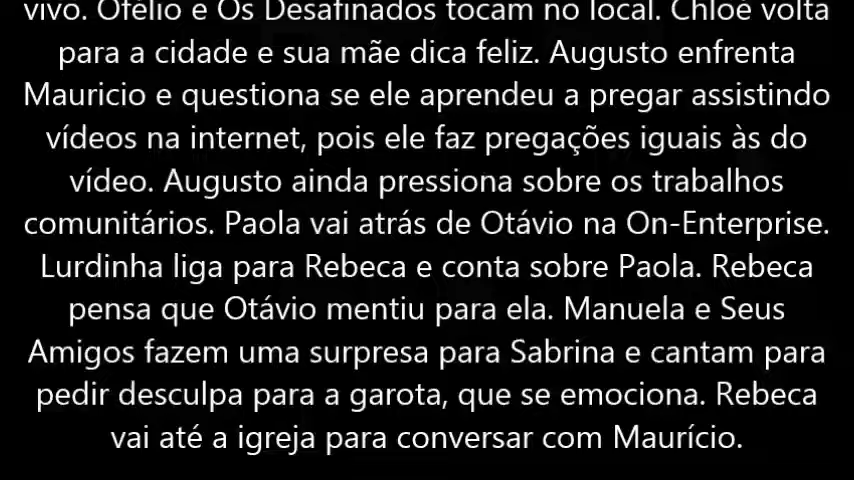 vivo. Ofélio e Os Desafinados tocam no local. Chloé volta
para a cidade e sua mãe dica feliz. Augusto enfrenta
Mauricio e questiona se ele aprendeu a pregar assistindo
vídeos na internet, pois ele faz pregações iguais às do
vídeo. Augusto ainda pressiona sobre os trabalhos
comunitários. Paola vai atrás de Otávio na On-Enterprise.
Lurdinha liga para Rebeca e conta sobre Paola. Rebeca
pensa que Otávio mentiu para ela. Manuela e Seus
Amigos fazem uma surpresa para Sabrina e cantam para
pedir desculpa para a garota, que se emociona. Rebeca
vai até a igreja para conversar com Maurício.